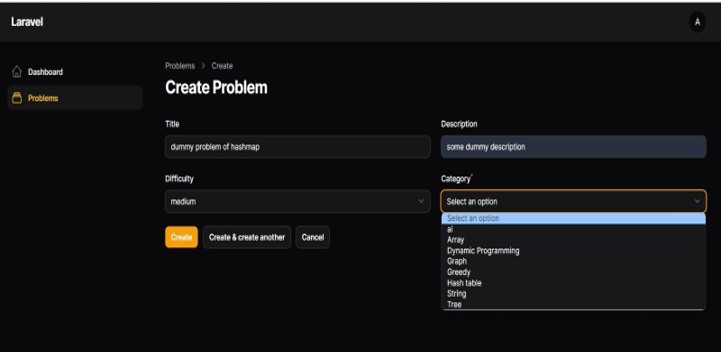 Laravel
A
Dashboard
Problems
Problems > Create
Create Problem
Title
Description
dummy problem of hashmap
some dummy description
Difficulty
Category*
medium
Select an option
Select an option
ai
Array
Dynamic Programming
Graph
Greedy
Hash table
String
Tree
Create
Create & create another
Cancel